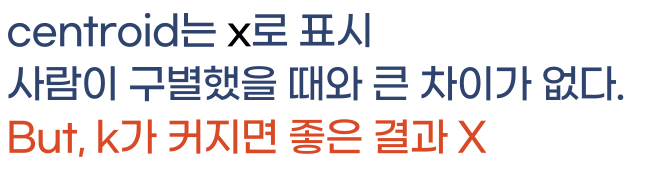 centroid는 x로 표시
사람이 구별했을 때와 큰 차이가 없다.
But, k가 커지면 좋은 결과 X